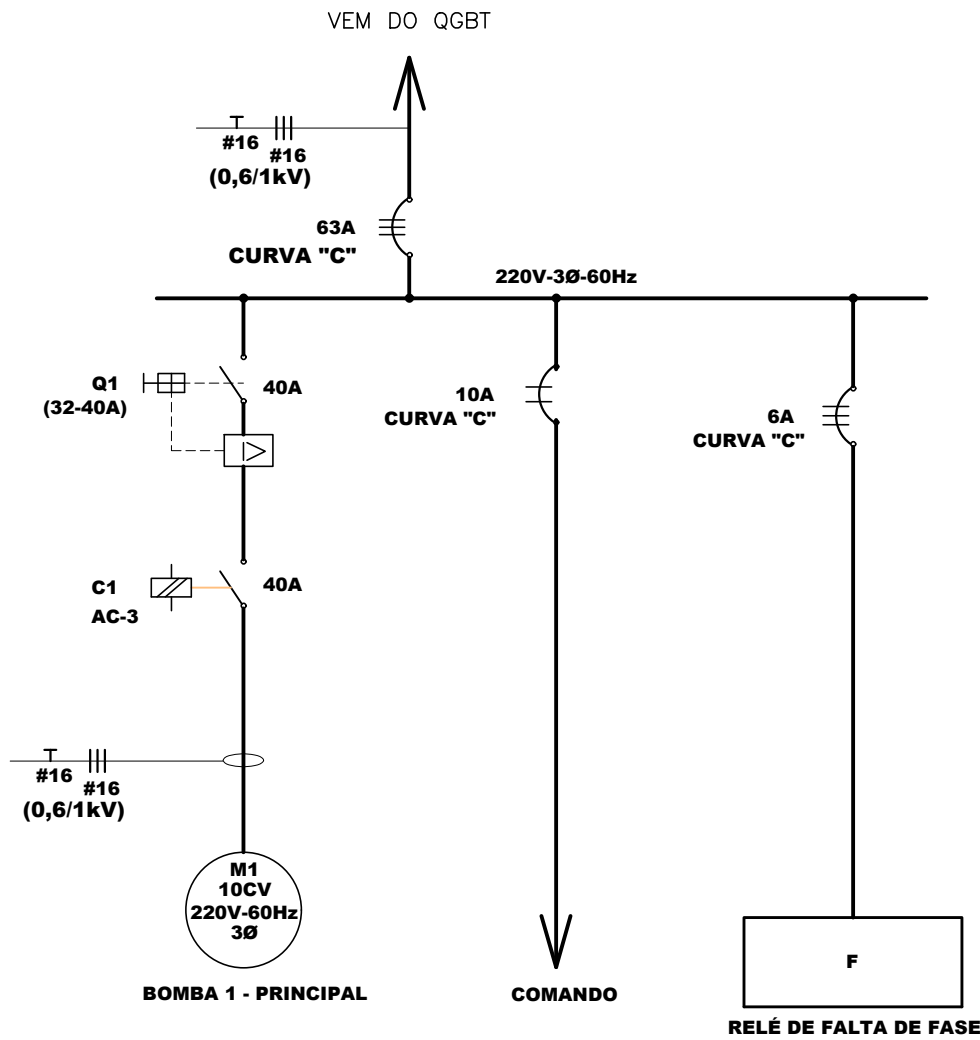 VEM DO QGBT
#16
#16
(0,6/1kV)
63A
CURVA "C"
220V-3Ø-60Hz
Q1
(32-40A)
40A
10A
CURVA "C"
6A
CURVA "C"
C1
AC-3
40A
#16
#16
(0,6/1kV)
M1
10CV
220V-60Hz
3Ø
BOMBA 1 - PRINCIPAL
COMANDO
F
RELÉ DE FALTA DE FASE